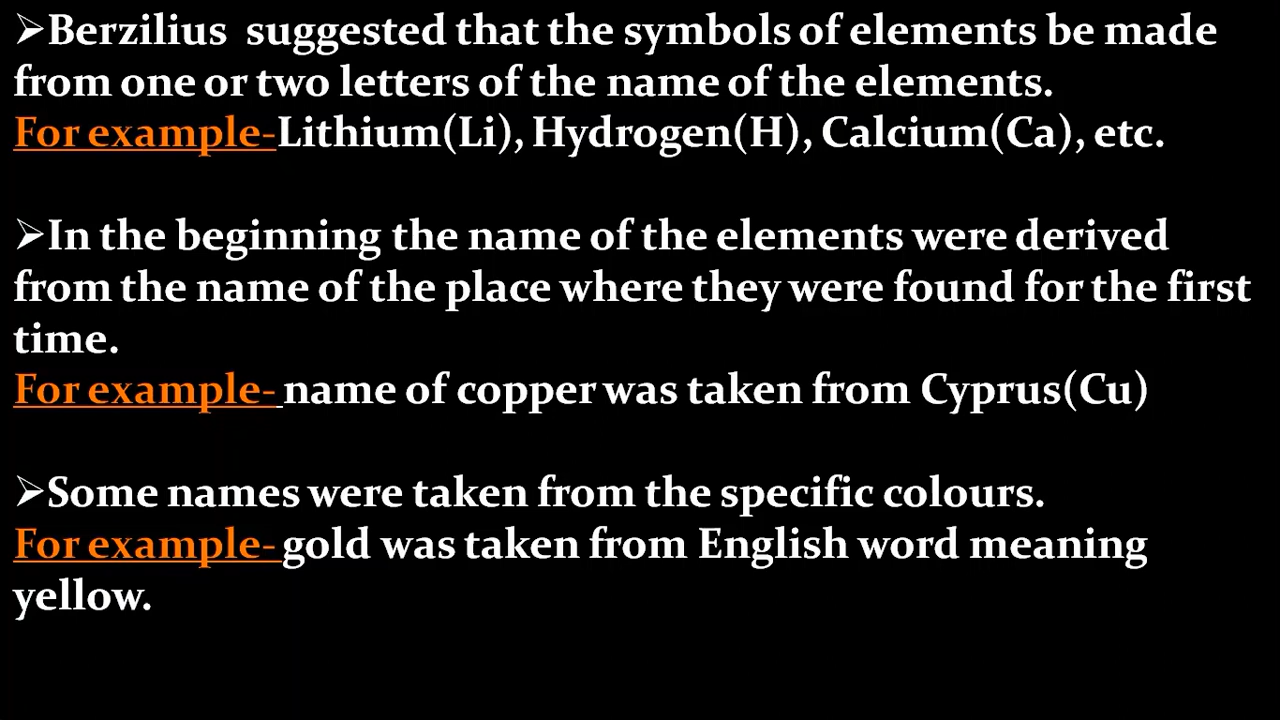 ➢Berzilius suggested that the symbols of elements be made
from one or two letters of the name of the elements.
For example-Lithium(Li), Hydrogen(H), Calcium(Ca), etc.
➢In the beginning the name of the elements were derived
from the name of the place where they were found for the first
time.
For example- name of copper was taken from Cyprus(Cu)
➢Some names were taken from the specific colours.
For example- gold was taken from English word meaning
yellow.